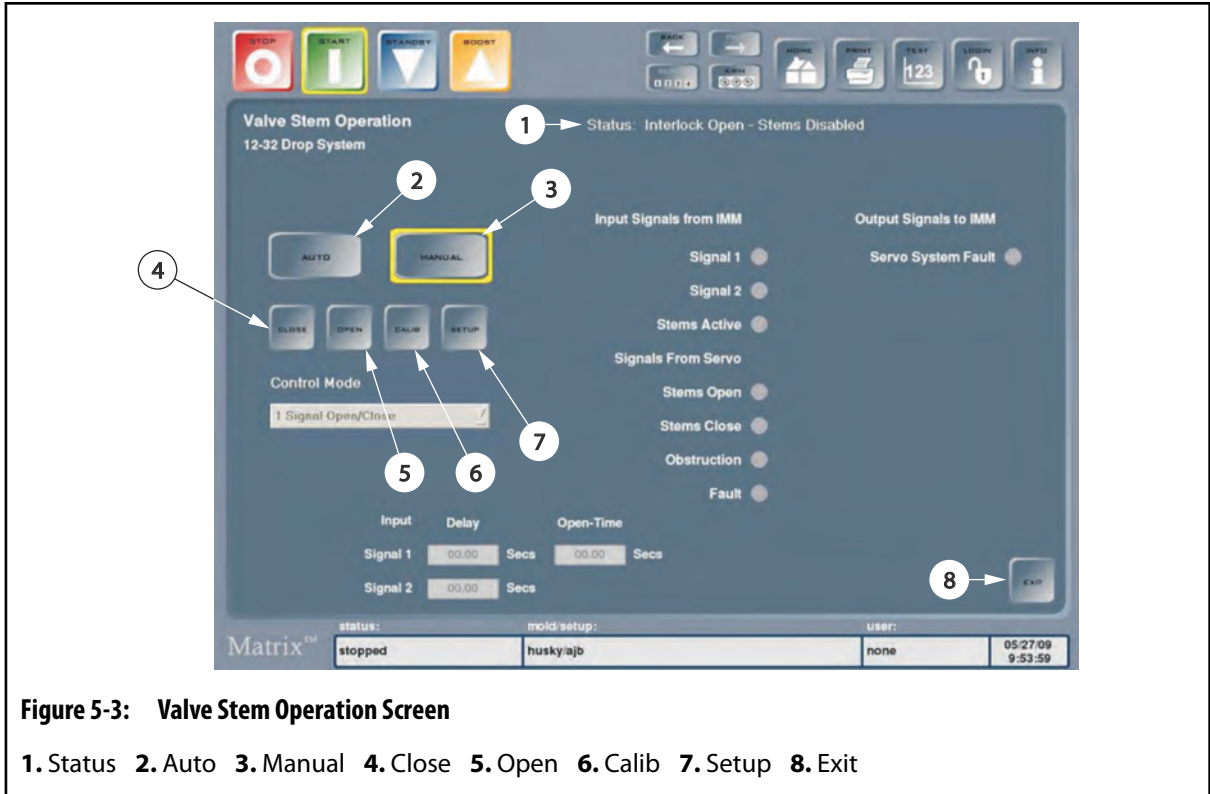 STOP START STANDBY BOOST BACK HOME PRINT TEXT LOGIN INFO
123
Valve Stem Operation
12-32 Drop System
1 Status: Interlock Open - Stems Disabled
2
3
AUTO MANUAL
4
CLOSE OPEN CALIB SETUP
Control Mode
1 Signal Open/Close
5 6 7
Input Signals from IMM
Signal 1
Signal 2
Stems Active
Signals From Servo
Stems Open
Stems Close
Obstruction
Fault
Output Signals to IMM
Servo System Fault
Input Delay Open-Time
Signal 1 00.00 Secs 00.00 Secs
Signal 2 00.00 Secs
8 EXIT
Matrix™
status: mold/setup: user:
stopped husky/ajb none 05/27/09
9:53:59
Figure 5-3: Valve Stem Operation Screen
1. Status 2. Auto 3. Manual 4. Close 5. Open 6. Calib 7. Setup 8. Exit